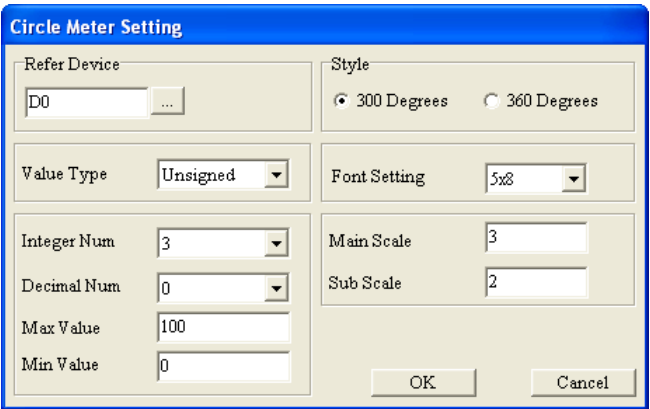 Circle Meter Setting
Refer Device
D0 ...
Style
300 Degrees 360 Degrees
Value Type Unsigned
Font Setting 5x8
Integer Num 3
Decimal Num 0
Max Value 100
Min Value 0
Main Scale 3
Sub Scale 2
OK Cancel